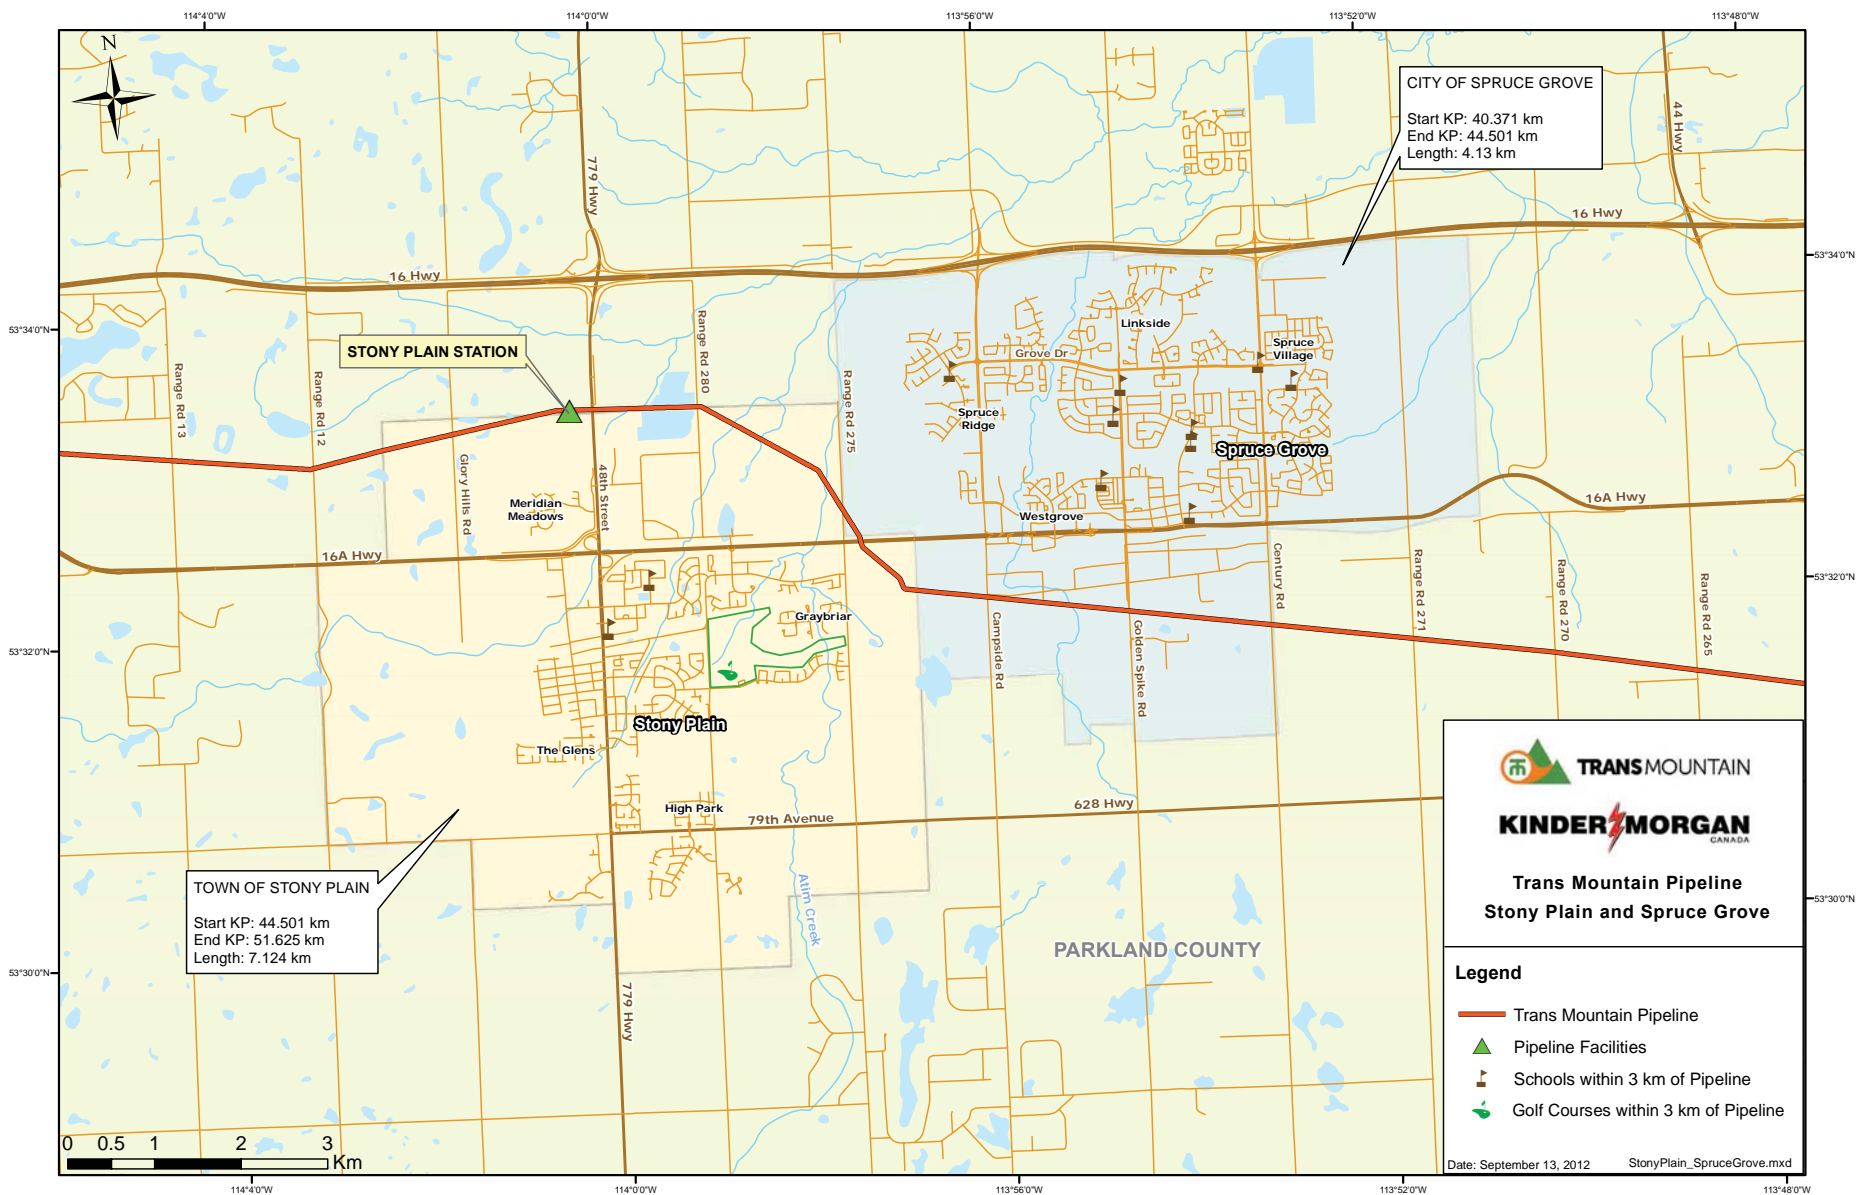 114°4'0"W
114°0'0"W
113°56'0"W
113°52'0"W
113°48'0"W
N
CITY OF SPRUCE GROVE
Start KP: 40.371 km
End KP: 44.501 km
Length: 4.13 km
44 Hwy
779 Hwy
16 Hwy
16 Hwy
53°34'0"N
53°34'0"N
STONY PLAIN STATION
Range Rd 13
Range Rd 12
Range Rd 280
Range Rd 275
Linkside
Grove Dr
Spruce
Village
Spruce
Ridge
Spruce Grove
Glory Hills Rd
48th Street
Meridian
Meadows
Westgrove
16A Hwy
16A Hwy
Century Rd
Range Rd 271
Range Rd 270
Range Rd 265
53°32'0"N
53°32'0"N
Graybriar
Campside Rd
Golden Spike Rd
Stony Plain
The Glens
High Park
79th Avenue
628 Hwy
TOWN OF STONY PLAIN
Start KP: 44.501 km
End KP: 51.625 km
Length: 7.124 km
Atim Creek
PARKLAND COUNTY
779 Hwy
53°30'0"N
53°30'0"N
TRANSMOUNTAIN
KINDER MORGAN
CANADA
Trans Mountain Pipeline
Stony Plain and Spruce Grove
Legend
Trans Mountain Pipeline
Pipeline Facilities
Schools within 3 km of Pipeline
Golf Courses within 3 km of Pipeline
Date: September 13, 2012
StonyPlain_SpruceGrove.mxd
0 0.5 1 2 3
Km
114°4'0"W
114°0'0"W
113°56'0"W
113°52'0"W
113°48'0"W